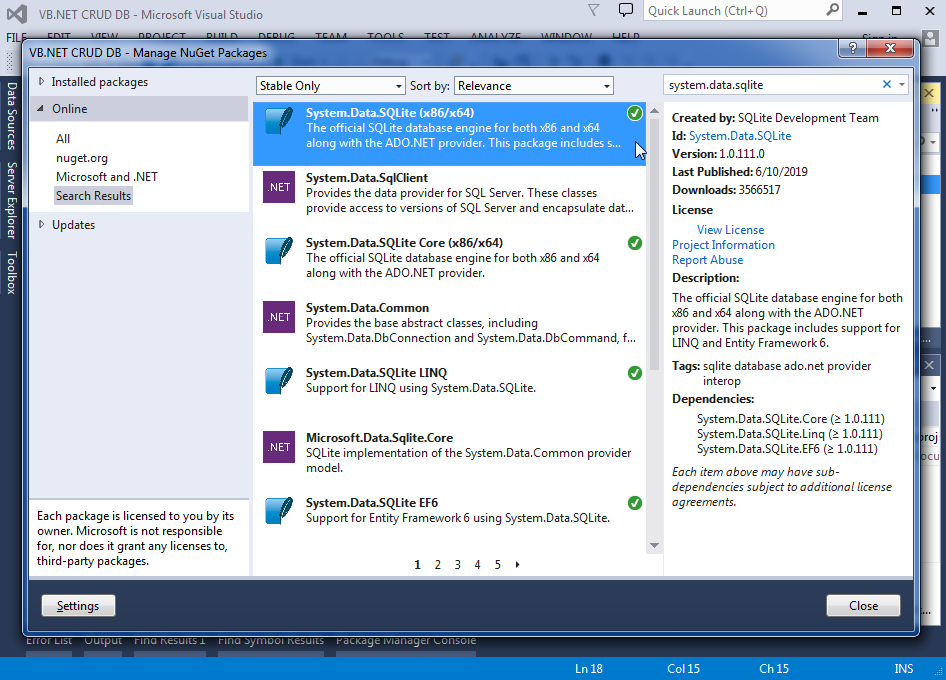 VB.NET CRUD DB - Microsoft Visual Studio
Quick Launch (Ctrl+Q)
FILE EDIT VIEW PROJECT BUILD DEBUG TEAM TOOLS TEST ANALYZE WINDOW HELP
Sign in
VB.NET CRUD DB - Manage NuGet Packages
Data Sources
Server Explorer
Toolbox
Installed packages
Online
All
nuget.org
Microsoft and .NET
Search Results
Updates
Each package is licensed to you by its
owner. Microsoft is not responsible
for, nor does it grant any licenses to,
third-party packages.
Stable Only
Sort by:
Relevance
System.Data.SQLite (x86/x64)
The official SQLite database engine for both x86 and x64
along with the ADO.NET provider. This package includes s...
.NET
System.Data.SqlClient
Provides the data provider for SQL Server. These classes
provide access to versions of SQL Server and encapsulate dat...
System.Data.SQLite Core (x86/x64)
The official SQLite database engine for both x86 and x64
along with the ADO.NET provider.
.NET
System.Data.Common
Provides the base abstract classes, including
System.Data.DbConnection and System.Data.DbCommand, f...
System.Data.SQLite LINQ
Support for LINQ using System.Data.SQLite.
.NET
Microsoft.Data.Sqlite.Core
SQLite implementation of the System.Data.Common provider
model.
System.Data.SQLite EF6
Support for Entity Framework 6 using System.Data.SQLite.
1 2 3 4 5
system.data.sqlite
Created by: SQLite Development Team
Id: System.Data.SQLite
Version: 1.0.111.0
Last Published: 6/10/2019
Downloads: 3566517
License
View License
Project Information
Report Abuse
Description:
The official SQLite database engine for both
x86 and x64 along with the ADO.NET
provider. This package includes support for
LINQ and Entity Framework 6.
Tags: sqlite database ado.net provider
interop
Dependencies:
System.Data.SQLite.Core (≥ 1.0.111)
System.Data.SQLite.Linq (≥ 1.0.111)
System.Data.SQLite.EF6 (≥ 1.0.111)
Each item above may have sub-
dependencies subject to additional license
agreements.
Settings
Close
Error List Output Find Results 1 Find Symbol Results Package Manager Console
Ln 18 Col 15 Ch 15 INS